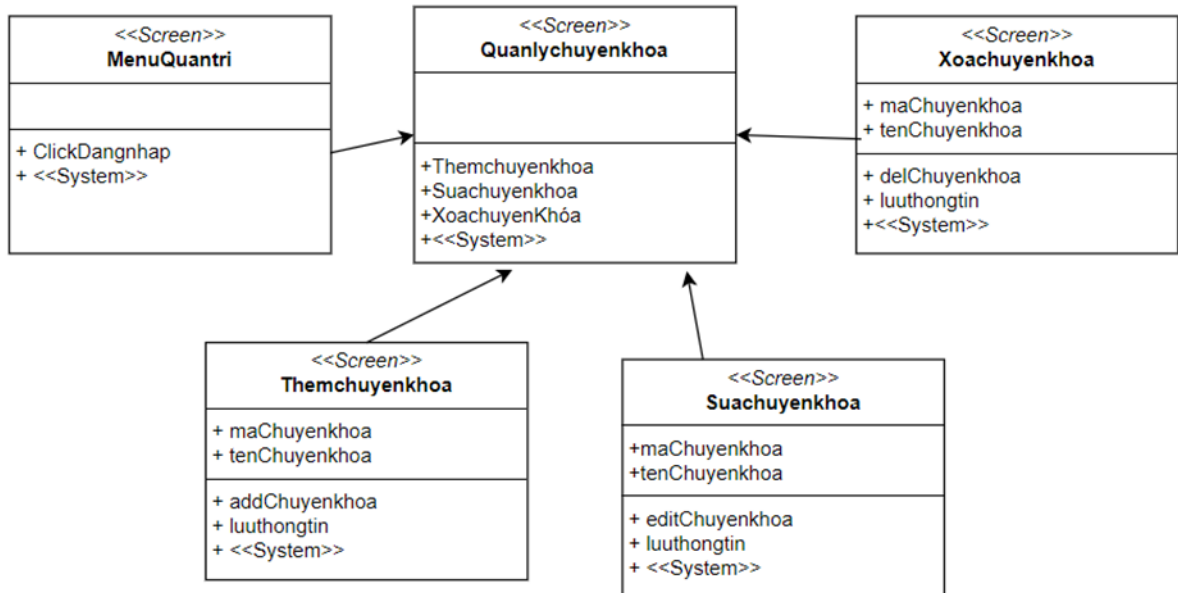 <<Screen>>
MenuQuantri
+ ClickDangnhap
+ <<System>>
<<Screen>>
Quanlychuyenkhoa
+Themchuyenkhoa
+Suachuyenkhoa
+XoachuyenKhóa
+<<System>>
<<Screen>>
Xoachuyenkhoa
+ maChuyenkhoa
+ tenChuyenkhoa
+ delChuyenkhoa
+ luuthongtin
+<<System>>
<<Screen>>
Themchuyenkhoa
+ maChuyenkhoa
+ tenChuyenkhoa
+ addChuyenkhoa
+ luuthongtin
+ <<System>>
<<Screen>>
Suachuyenkhoa
+maChuyenkhoa
+tenChuyenkhoa
+ editChuyenkhoa
+ luuthongtin
+ <<System>>